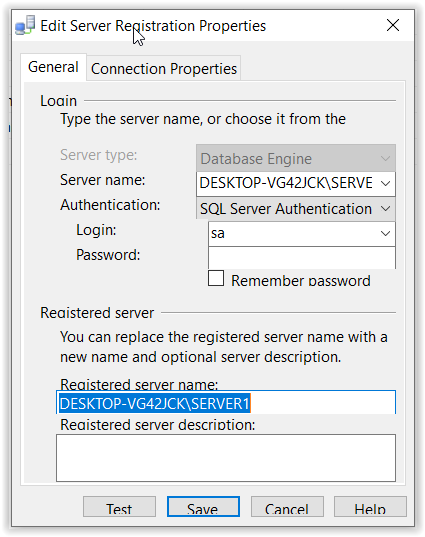 Edit Server Registration Properties
General
Connection Properties
Login
Type the server name, or choose it from the
Server type:
Database Engine
Server name:
DESKTOP-VG42JCK\SERVE
Authentication:
SQL Server Authentication
Login:
sa
Password:
Remember password
Registered server
You can replace the registered server name with a
new name and optional server description.
Registered server name:
DESKTOP-VG42JCK\SERVER1
Registered server description:
Test
Save
Cancel
Help